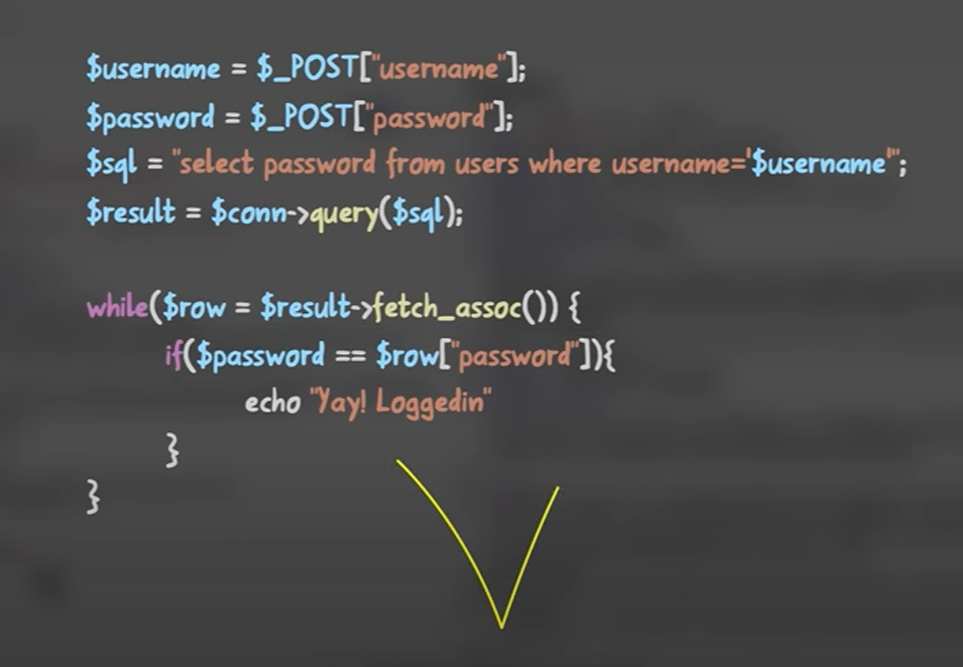 $username = $_POST["username"];
$password = $_POST["password"];
$sql = "select password from users where username='$username'";
$result = $conn->query($sql);
while($row = $result->fetch_assoc()) {
if($password == $row["password"]){
echo "Yay! Loggedin"
}
}